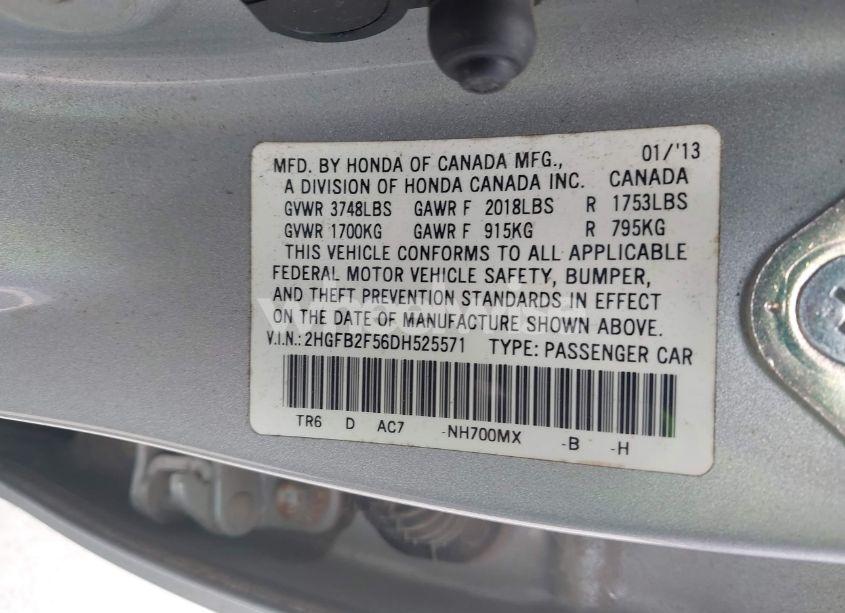 MFD. BY HONDA OF CANADA MFG., 01/'13
A DIVISION OF HONDA CANADA INC. CANADA
GVWR 3748LBS GAWR F 2018LBS R 1753LBS
GVWR 1700KG GAWR F 915KG R 795KG
THIS VEHICLE CONFORMS TO ALL APPLICABLE
FEDERAL MOTOR VEHICLE SAFETY, BUMPER,
AND THEFT PREVENTION STANDARDS IN EFFECT
ON THE DATE OF MANUFACTURE SHOWN ABOVE.
V.I.N.: 2HGFB2F56DH525571 TYPE: PASSENGER CAR
TR6 D AC7 -NH700MX -B -H